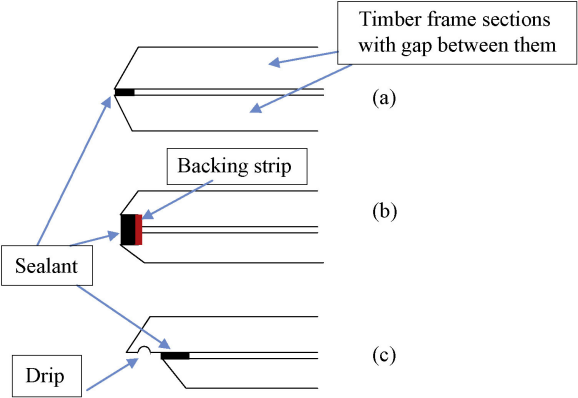 Timber frame sections
with gap between them
(a)
Backing strip
(b)
Sealant
(c)
Drip